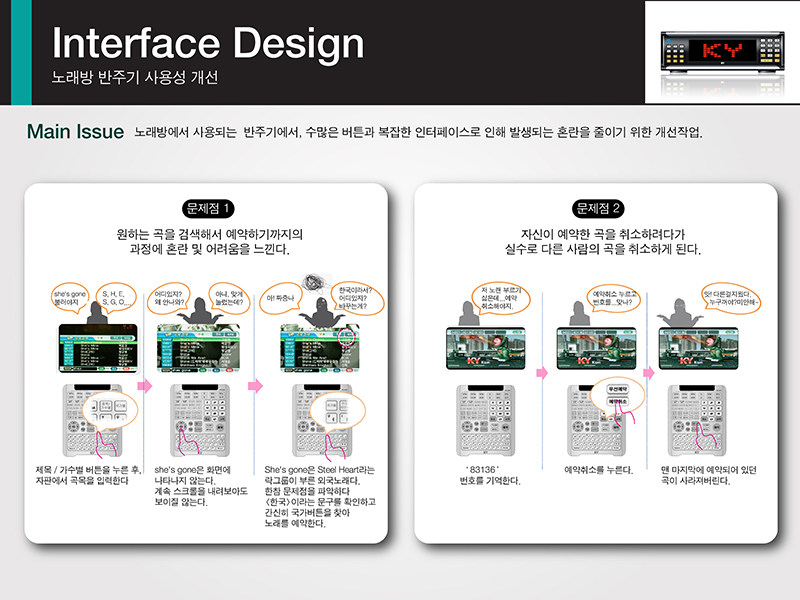 Interface Design
노래방 반주기 사용성 개선
KY
Main Issue 노래방에서 사용되는 반주기에서, 수많은 버튼과 복잡한 인터페이스로 인해 발생되는 혼란을 줄이기 위한 개선작업.
문제점 1
원하는 곡을 검색해서 예약하기까지의
과정에 혼란 및 어려움을 느낀다.
she's gone
불러야지
S, H, E,
S, G, O,...
어디있지?
왜 안나와?
아니, 맞게
눌렀는데?
아! 짜증나
한국이라서?
어디있지?
바꾸는게?
제목 / 가수별 버튼을 누른 후,
자판에서 곡목을 입력한다
she's gone은 화면에
나타나지 않는다.
계속 스크롤을 내려보아도
보이질 않는다.
She's gone은 Steel Heart라는
락그룹이 부른 외국노래다.
한참 문제점을 파악하다
<한국>이라는 문구를 확인하고
간신히 국가버튼을 찾아
노래를 예약한다.
문제점 2
자신이 예약한 곡을 취소하려다가
실수로 다른 사람의 곡을 취소하게 된다.
저 노랜 부르기
싫은데...예약
취소해야지.
예약취소 누르고
번호를...맞나?
앗! 다른걸지웠다.
누구꺼야?미안해~
KY
KY
KY
우선예약
예약취소
' 83136 '
번호를 기억한다.
예약취소를 누른다.
맨 마지막에 예약되어 있던
곡이 사라져버린다.